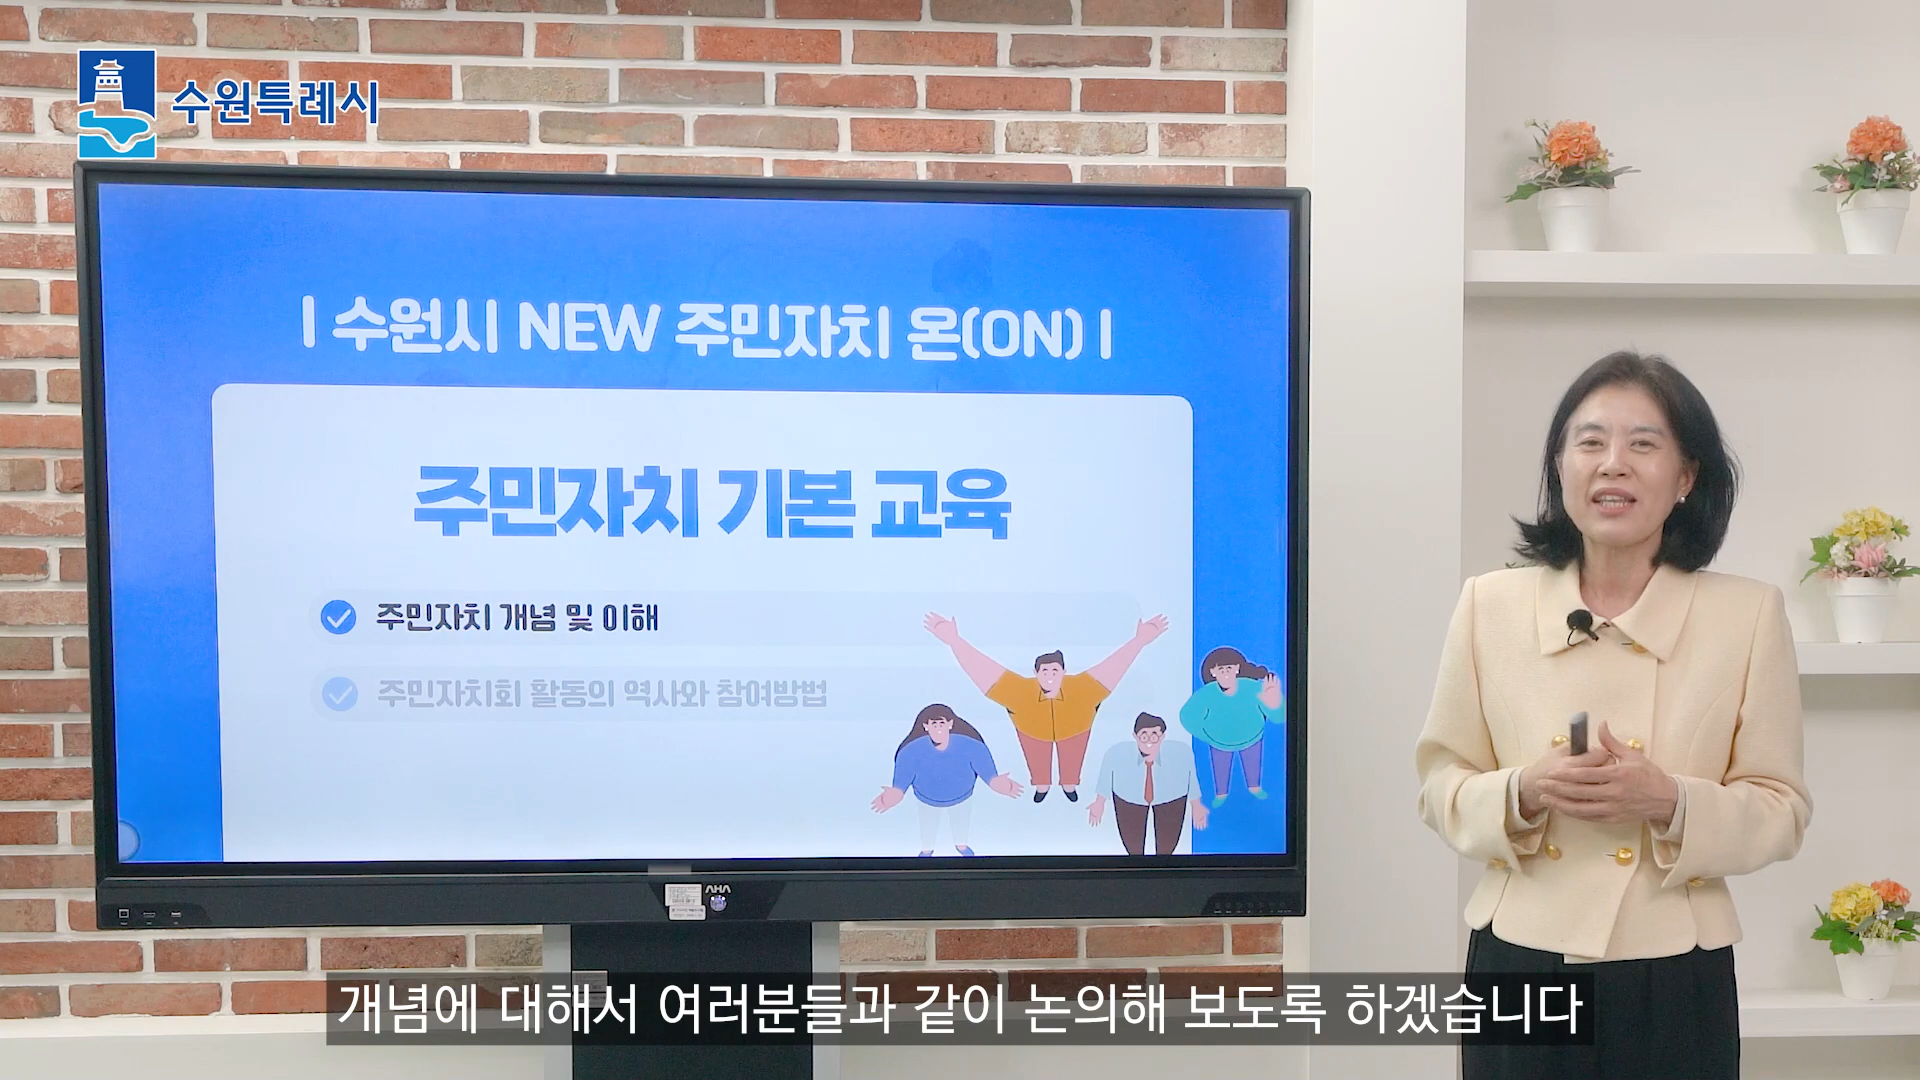 수원특례시
| 수원시 NEW 주민자치 온(ON) |
주민자치 기본 교육
주민자치 개념 및 이해
주민자치회 활동의 역사와 참여방법
AHA
개념에 대해서 여러분들과 같이 논의해 보도록 하겠습니다